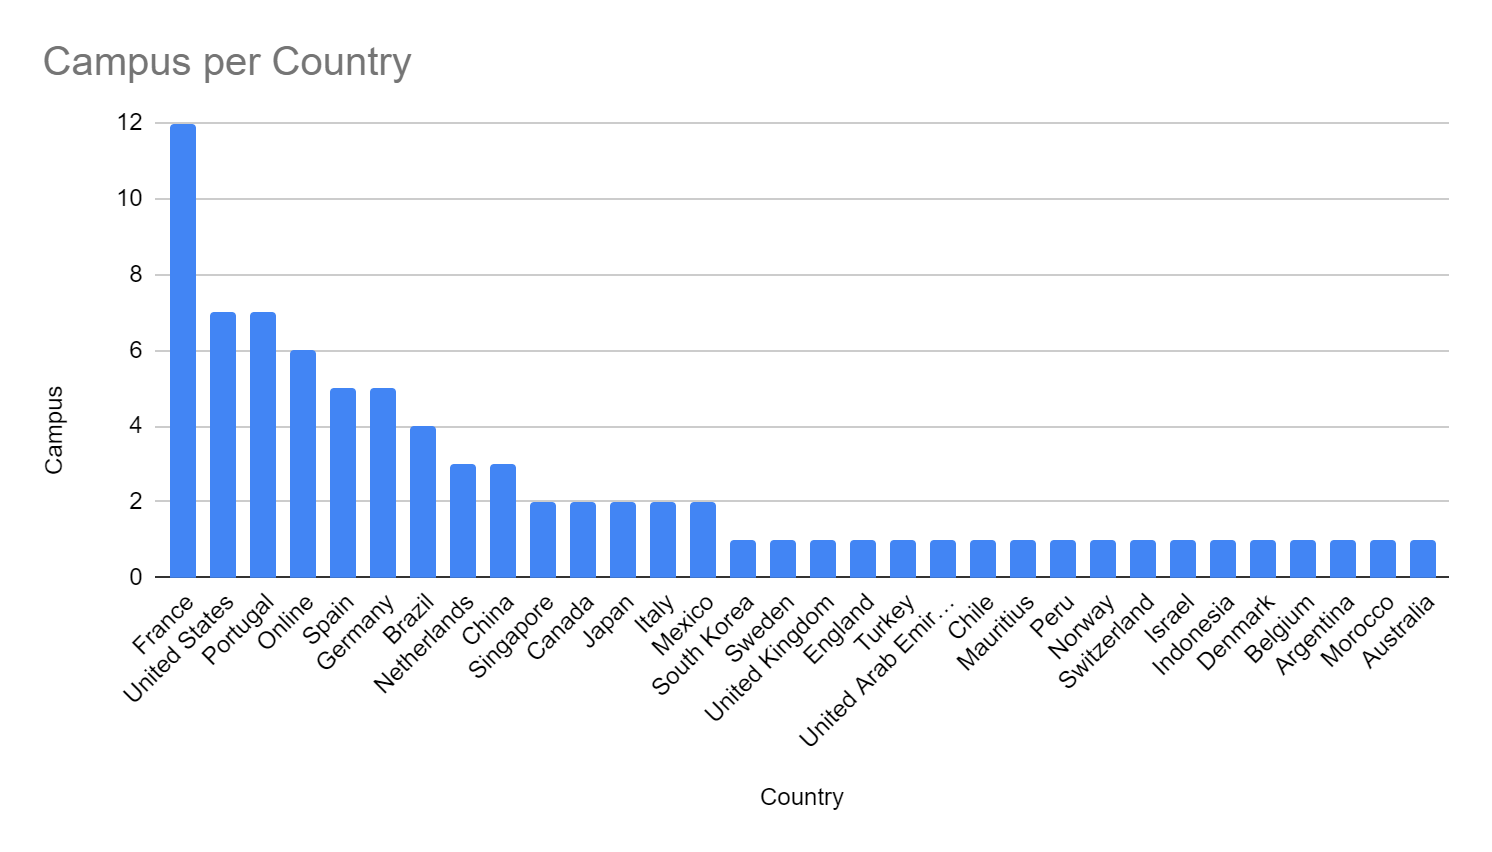 Campus per Country
12
10
8
6
4
2
0
Campus
France
United States
Portugal
Online
Spain
Germany
Brazil
Netherlands
China
Singapore
Canada
Japan
Italy
Mexico
South Korea
Sweden
United Kingdom
England
Turkey
United Arab Emir…
Chile
Mauritius
Peru
Norway
Switzerland
Israel
Indonesia
Denmark
Belgium
Argentina
Morocco
Australia
Country